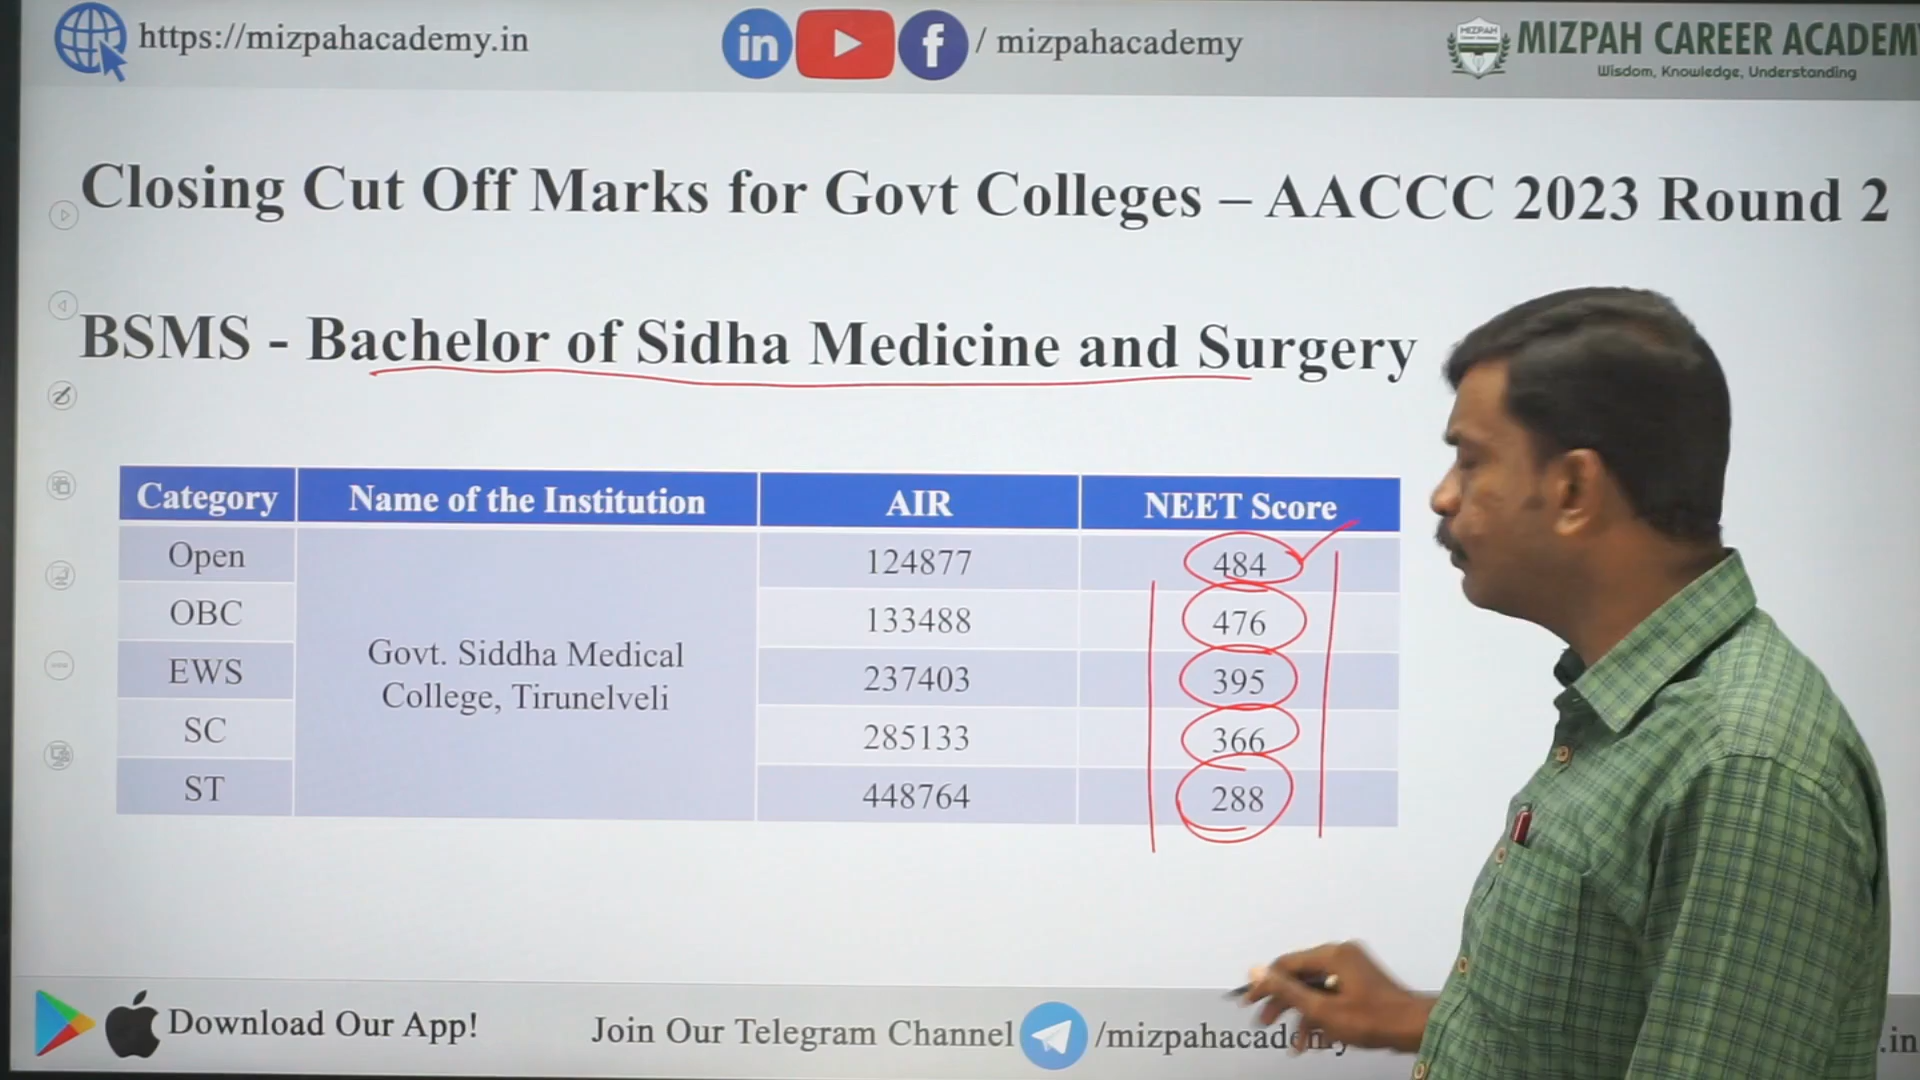 https://mizpahacademy.in
in
f
/ mizpahacademy
MIZPAH
MIZPAH CAREER ACADEM
Wisdom, Knowledge, Understanding
Closing Cut Off Marks for Govt Colleges – AACCC 2023 Round 2
BSMS - Bachelor of Sidha Medicine and Surgery
Category Name of the Institution AIR NEET Score
Open 124877 484
OBC 133488 476
Govt. Siddha Medical
EWS 237403 395
College, Tirunelveli
SC 285133 366
ST 448764 288
Download Our App!
Join Our Telegram Channel
/mizpahacademy
.in